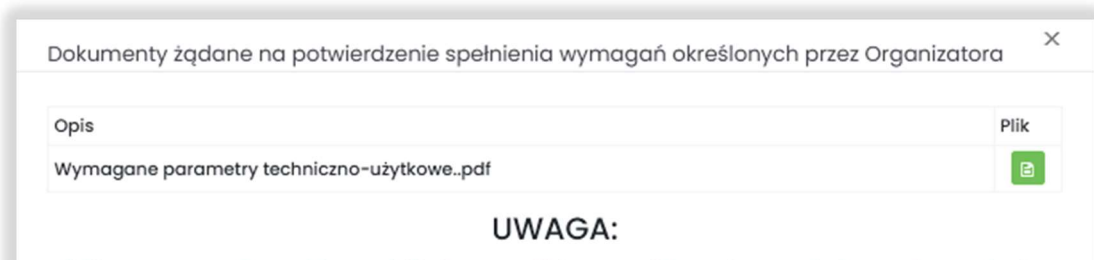 Dokumenty żądane na potwierdzenie spełnienia wymagań określonych przez Organizatora
Opis Plik
Wymagane parametry techniczno-użytkowe..pdf
UWAGA: